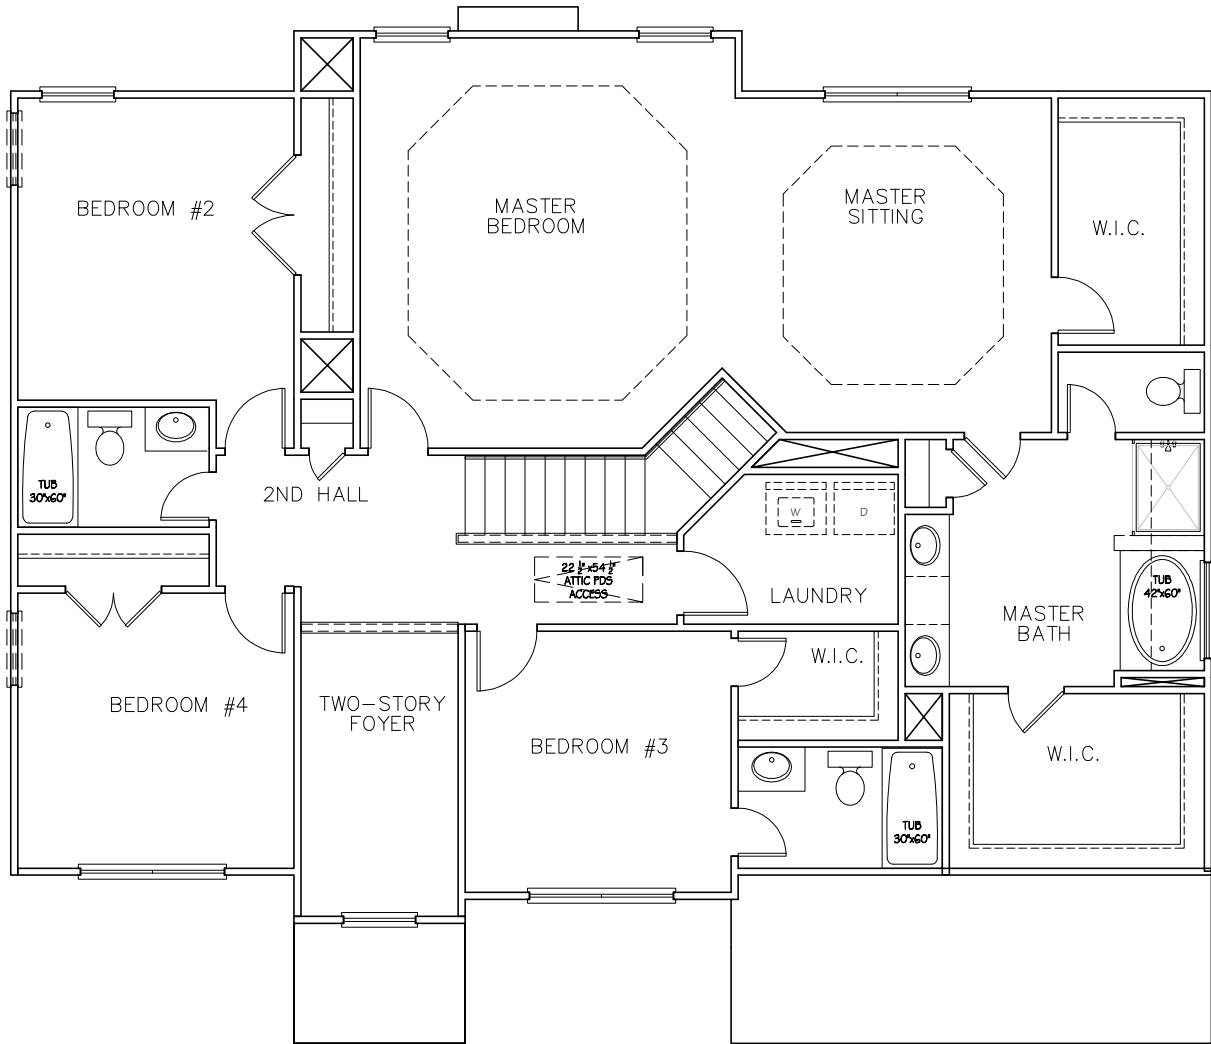 BEDROOM #2
MASTER
BEDROOM
MASTER
SITTING
W.I.C.
TUB
30"x60"
2ND HALL
W
D
22 ½" x54 ½"
ATTIC PDS
ACCESS
LAUNDRY
MASTER
BATH
TUB
42"x60"
W.I.C.
BEDROOM #4
TWO-STORY
FOYER
BEDROOM #3
W.I.C.
TUB
30"x60"